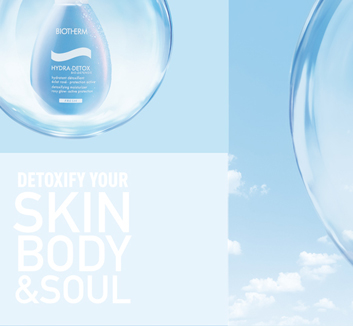 BIOTHERM
HYDRA-DETOX
DETOXIFY YOUR
SKIN
BODY
&SOUL